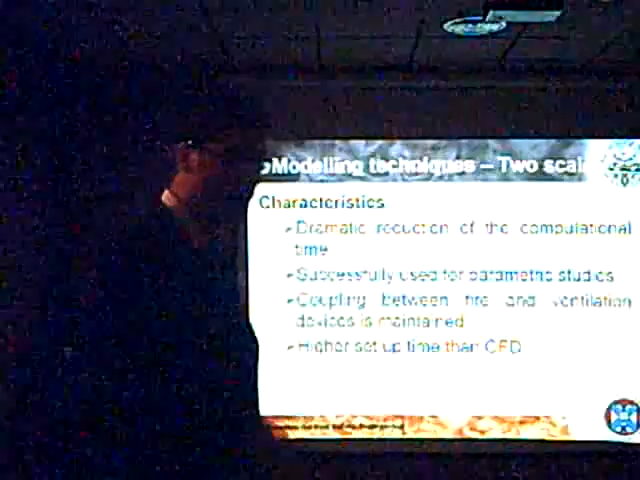 Modelling techniques – Two scale
Characteristics
Dramatic reduction of the computational
time
Successfully used for parametric studies
Coupling between fire and ventilation
devices is maintained
Higher set up time than CFD